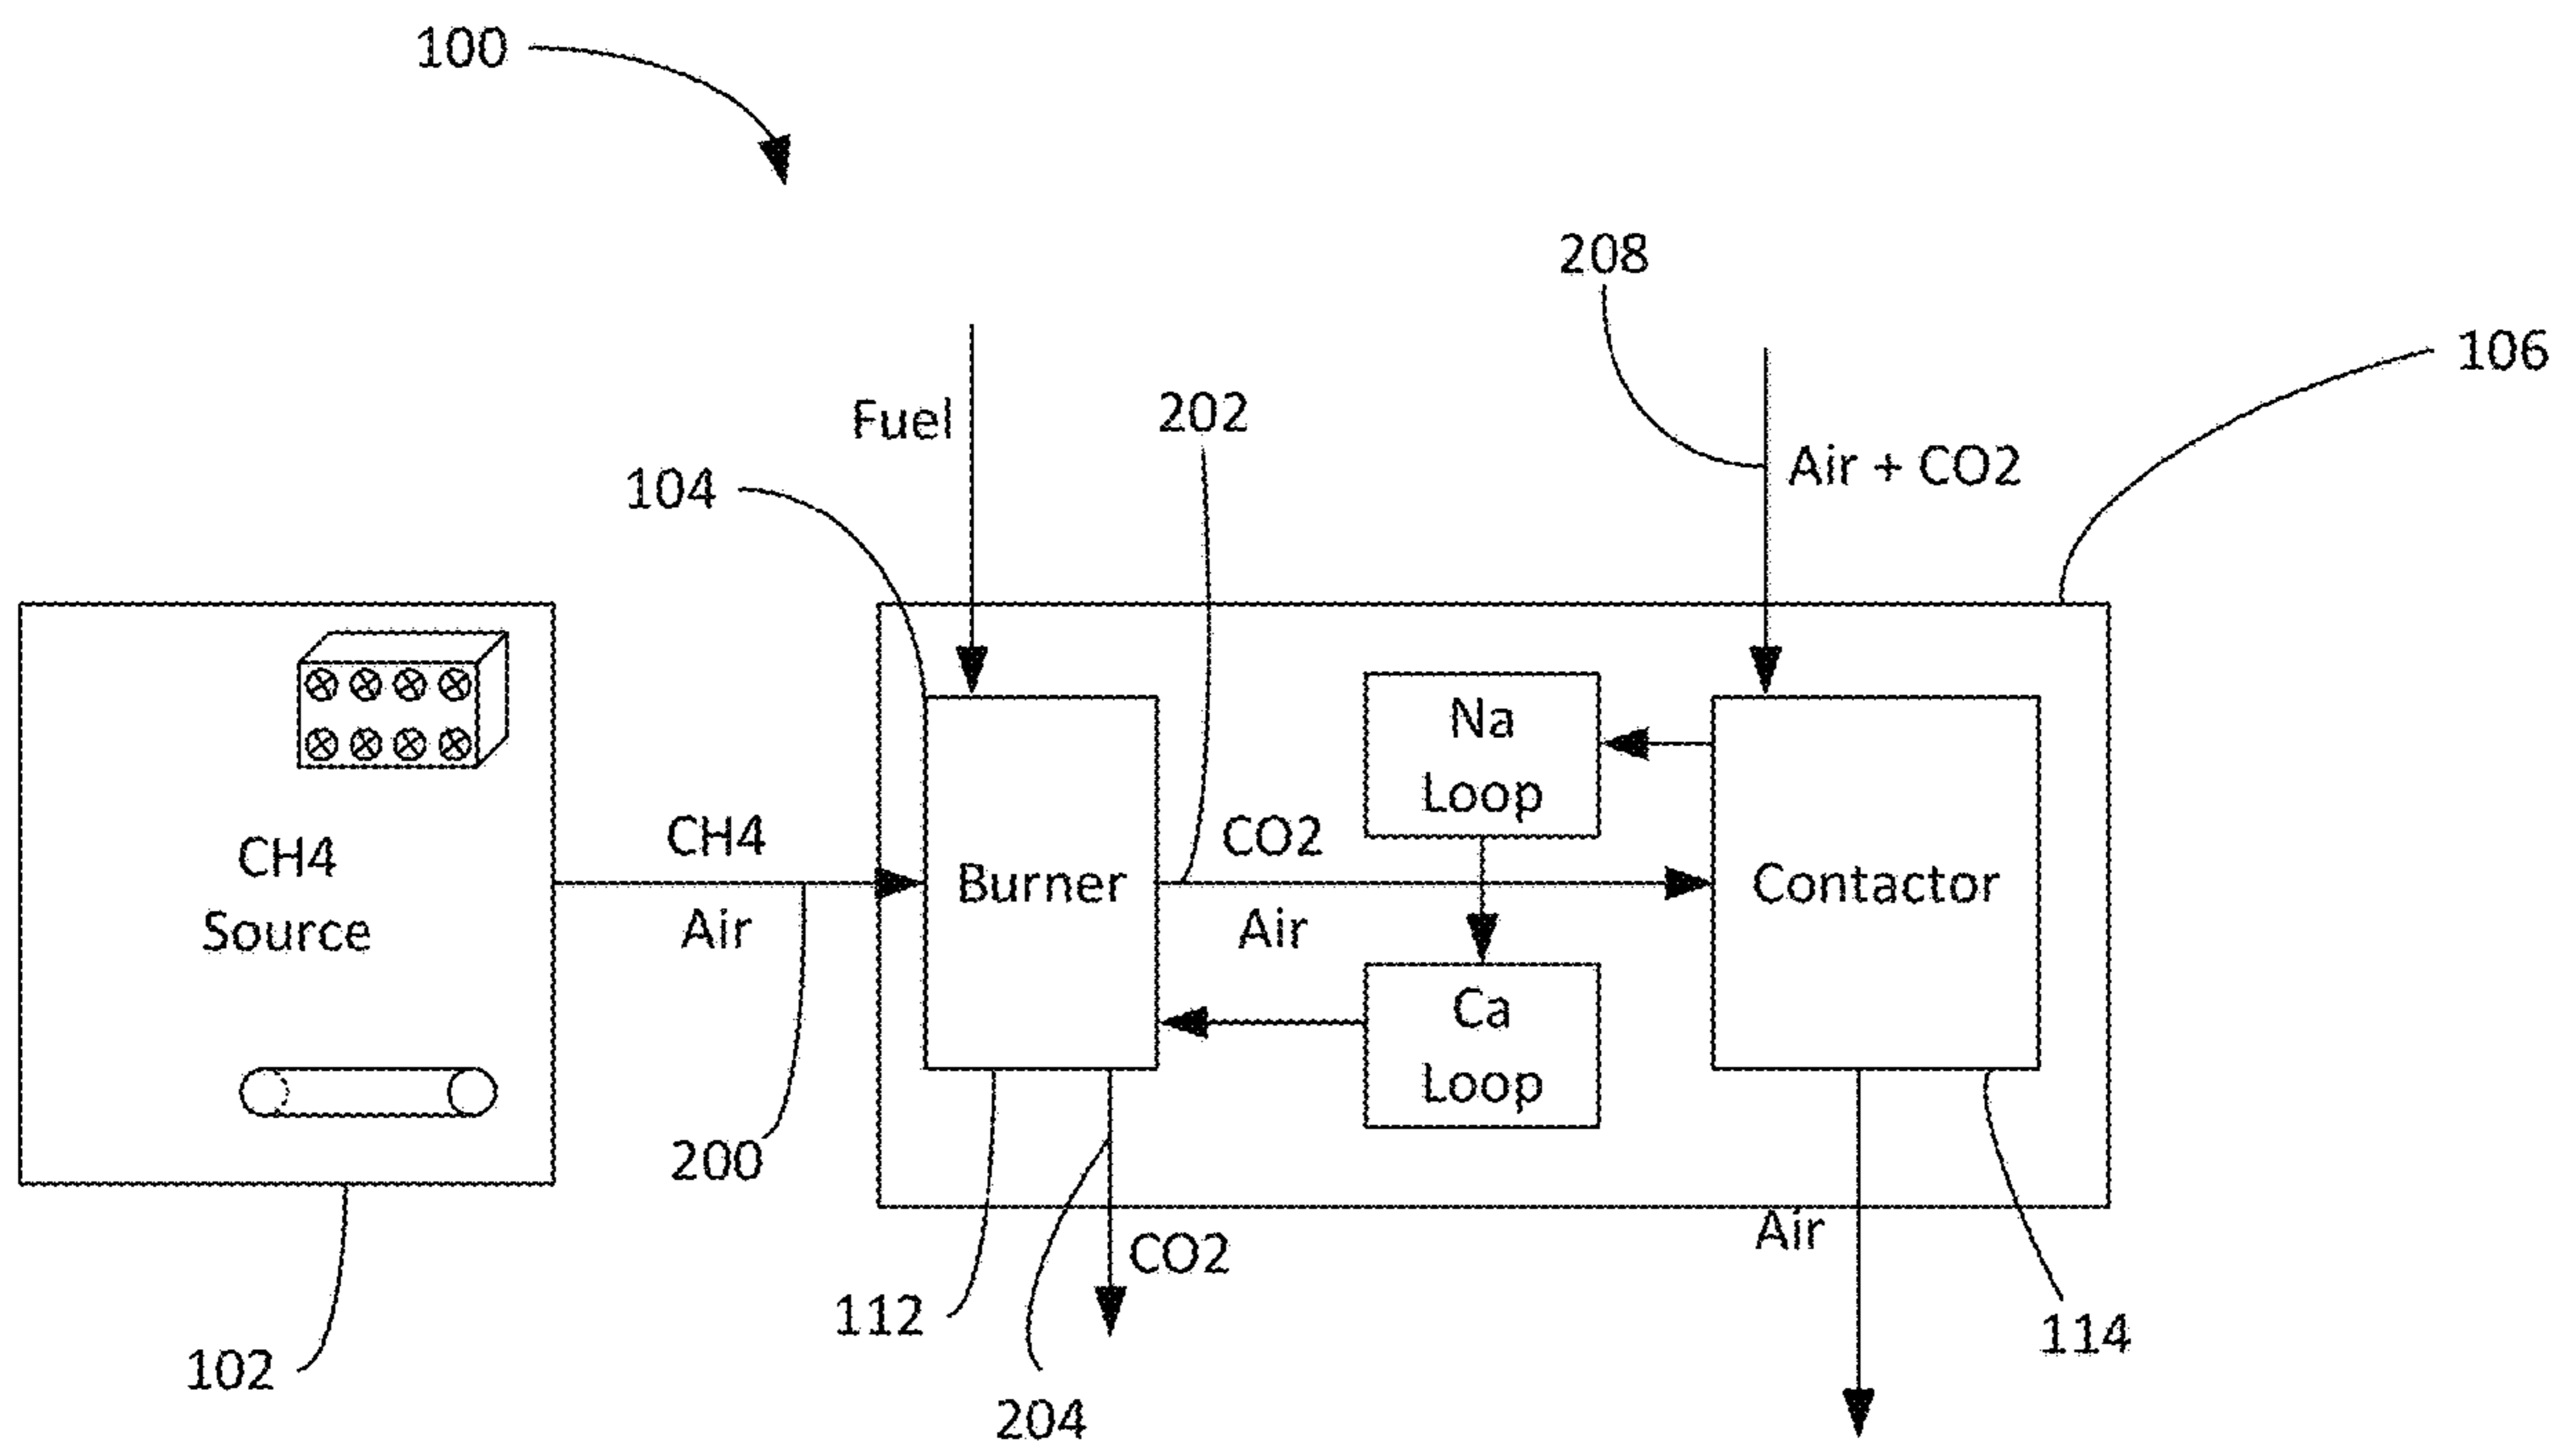 100
208
106
Fuel
202
Air + CO2
104
Na
Loop
CH4
Source
CH4
Air
Burner
CO2
Air
Contactor
Ca
Loop
200
Air
CO2
112
114
102
204